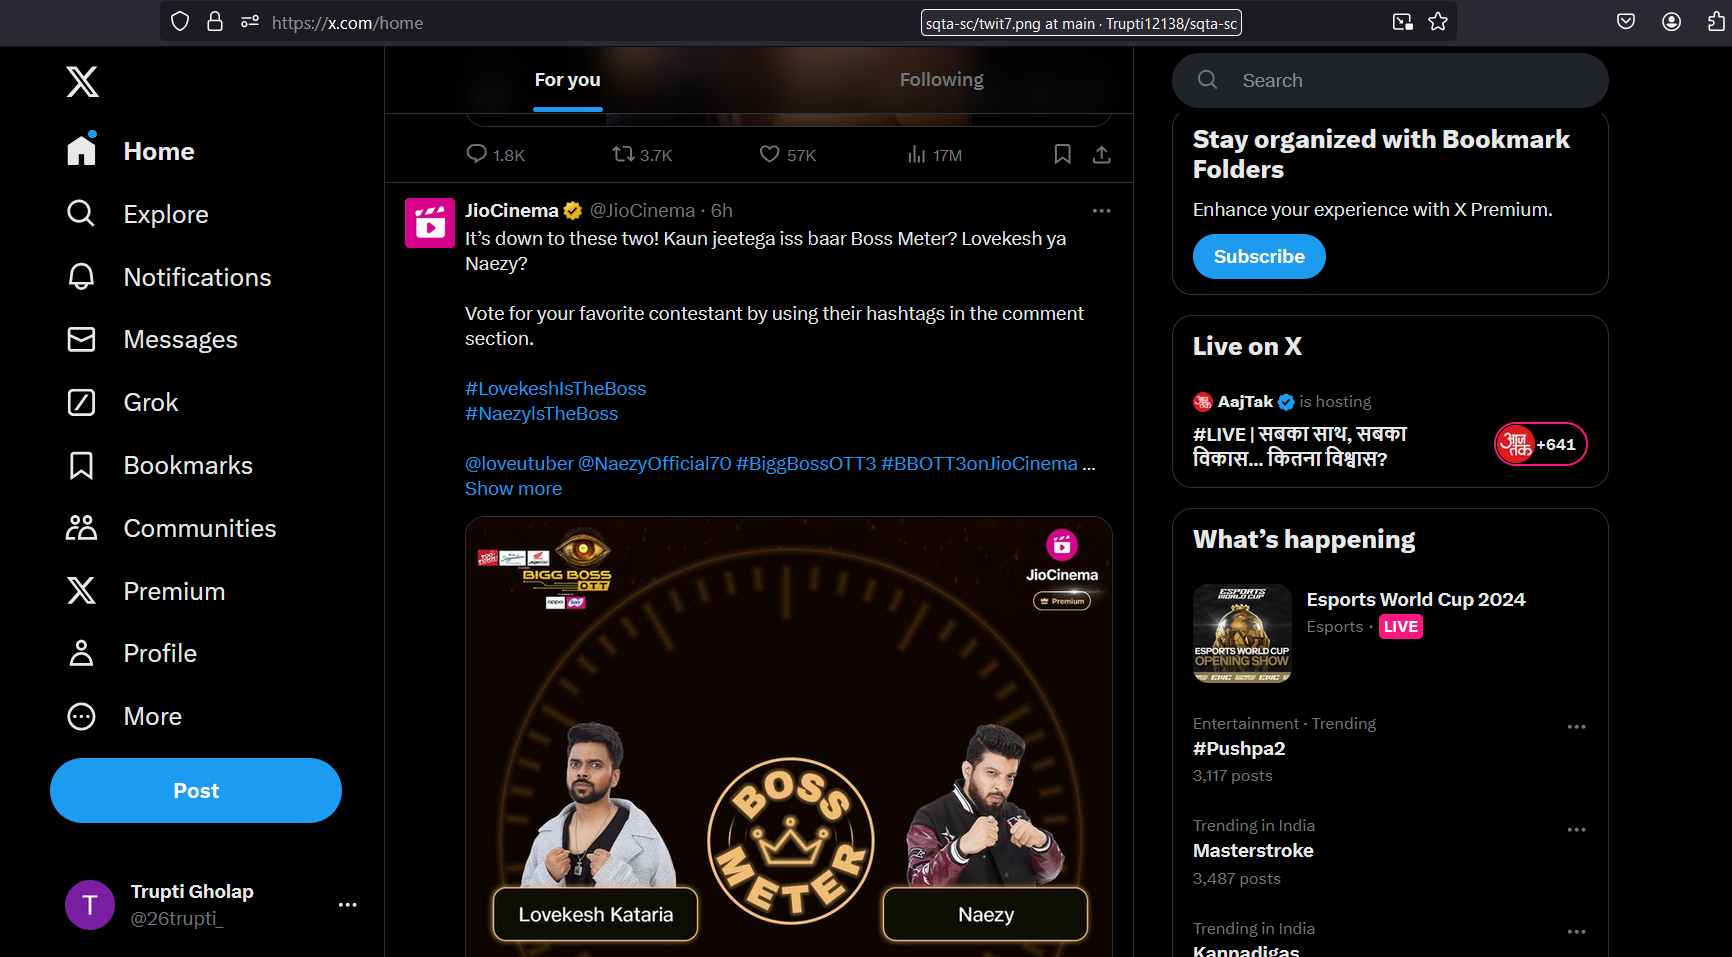 https://x.com/home
sqta-sc/twit7.png at main · Trupti12138/sqta-sc
Home
Explore
Notifications
Messages
Grok
Bookmarks
Communities
Premium
Profile
More
Post
T
Trupti Gholap
@26trupti_
For you
Following
1.8K 3.7K 57K 17M
JioCinema @JioCinema · 6h
It's down to these two! Kaun jeetega iss baar Boss Meter? Lovekesh ya
Naezy?
Vote for your favorite contestant by using their hashtags in the comment
section.
#LovekeshIsTheBoss
#NaezyIsTheBoss
@loveutuber @NaezyOfficial70 #BiggBossOTT3 #BBOTT3onJioCinema ...
Show more
BIGG BOSS
OTT
oppo
JioCinema
Premium
BOSS
METER
Lovekesh Kataria
Naezy
Search
Stay organized with Bookmark
Folders
Enhance your experience with X Premium.
Subscribe
Live on X
AajTak is hosting
#LIVE | सबका साथ, सबका
विकास... कितना विश्वास?
आज
तक
+641
What's happening
ESPORTS
WORLD CUP
ESPORTS WORLD CUP
OPENING SHOW
Esports World Cup 2024
Esports · LIVE
Entertainment · Trending
#Pushpa2
3,117 posts
Trending in India
Masterstroke
3,487 posts
Trending in India
Kannadigas